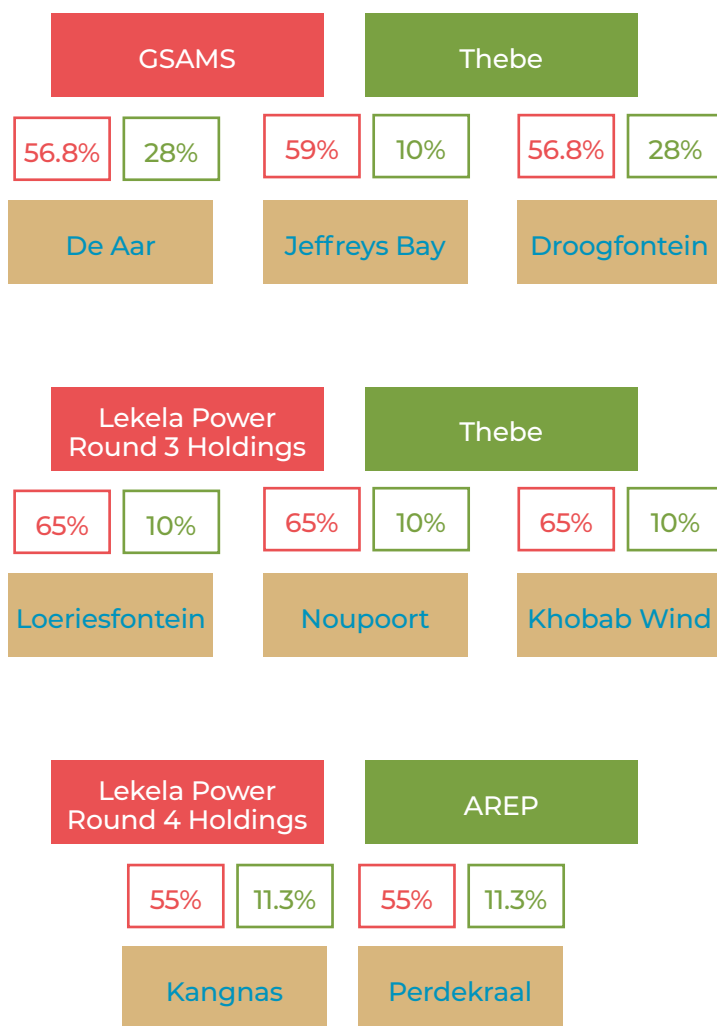 GSAMS
Thebe
56.8%
28%
59%
10%
56.8%
28%
De Aar
Jeffreys Bay
Droogfontein
Lekela Power
Round 3 Holdings
Thebe
65%
10%
65%
10%
65%
10%
Loeriesfontein
Noupoort
Khobab Wind
Lekela Power
Round 4 Holdings
AREP
55%
11.3%
55%
11.3%
Kangnas
Perdekraal